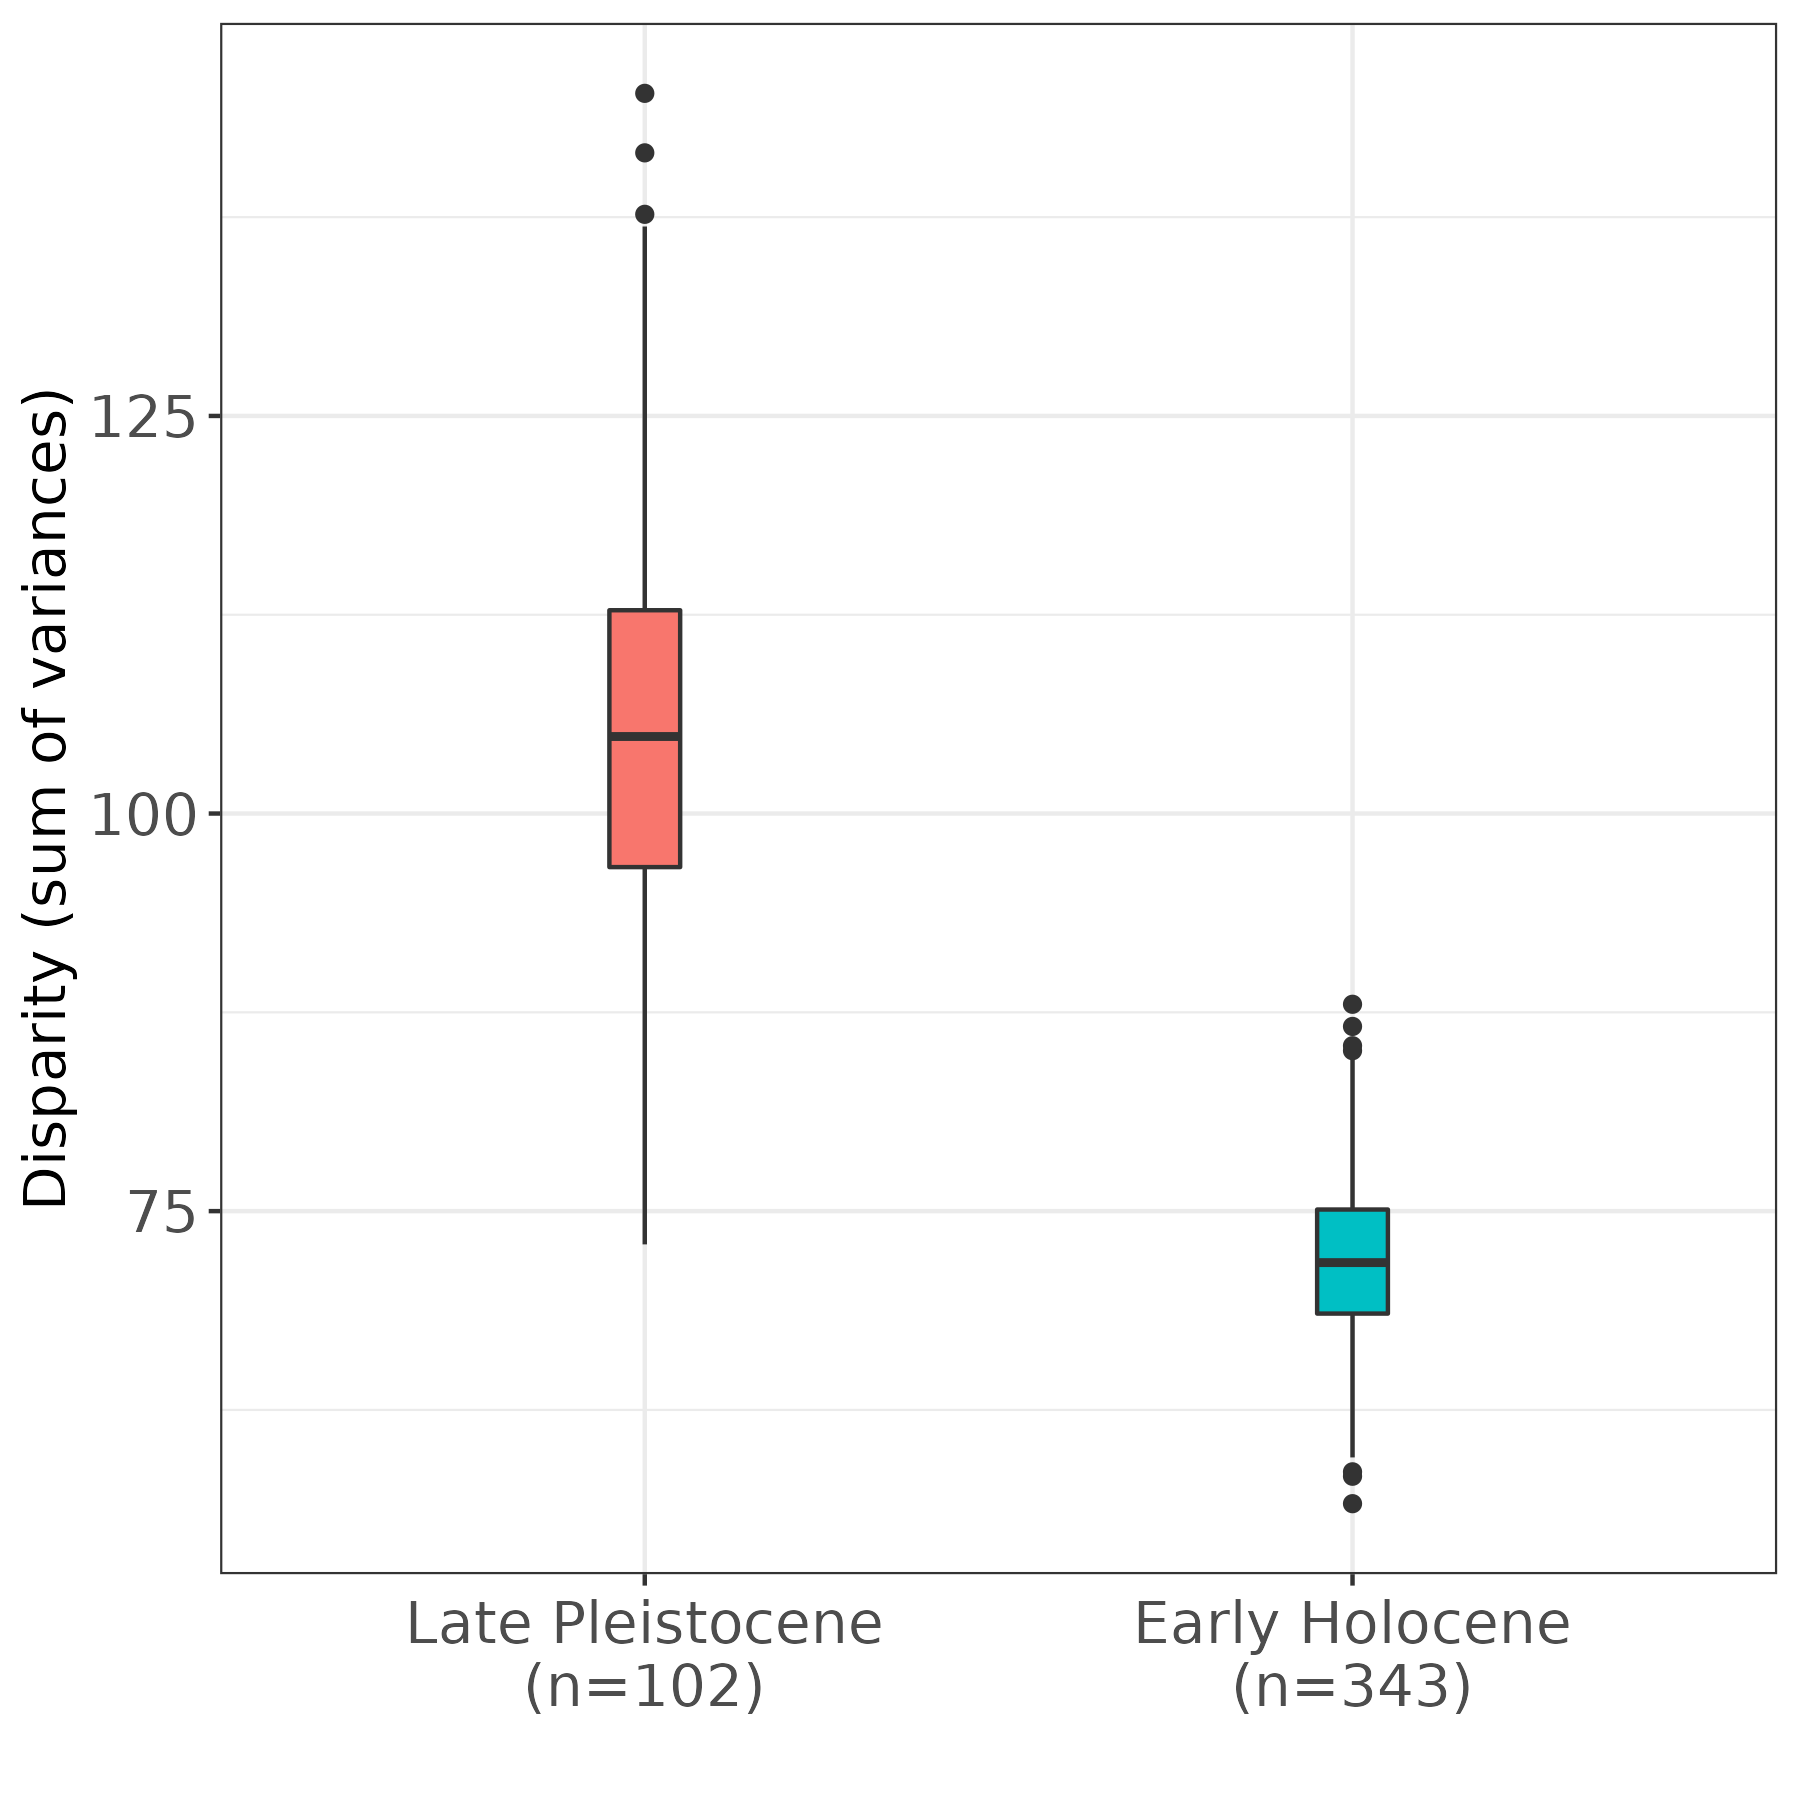 Disparity (sum of variances)
125
100
75
Late Pleistocene
(n=102)
Early Holocene
(n=343)